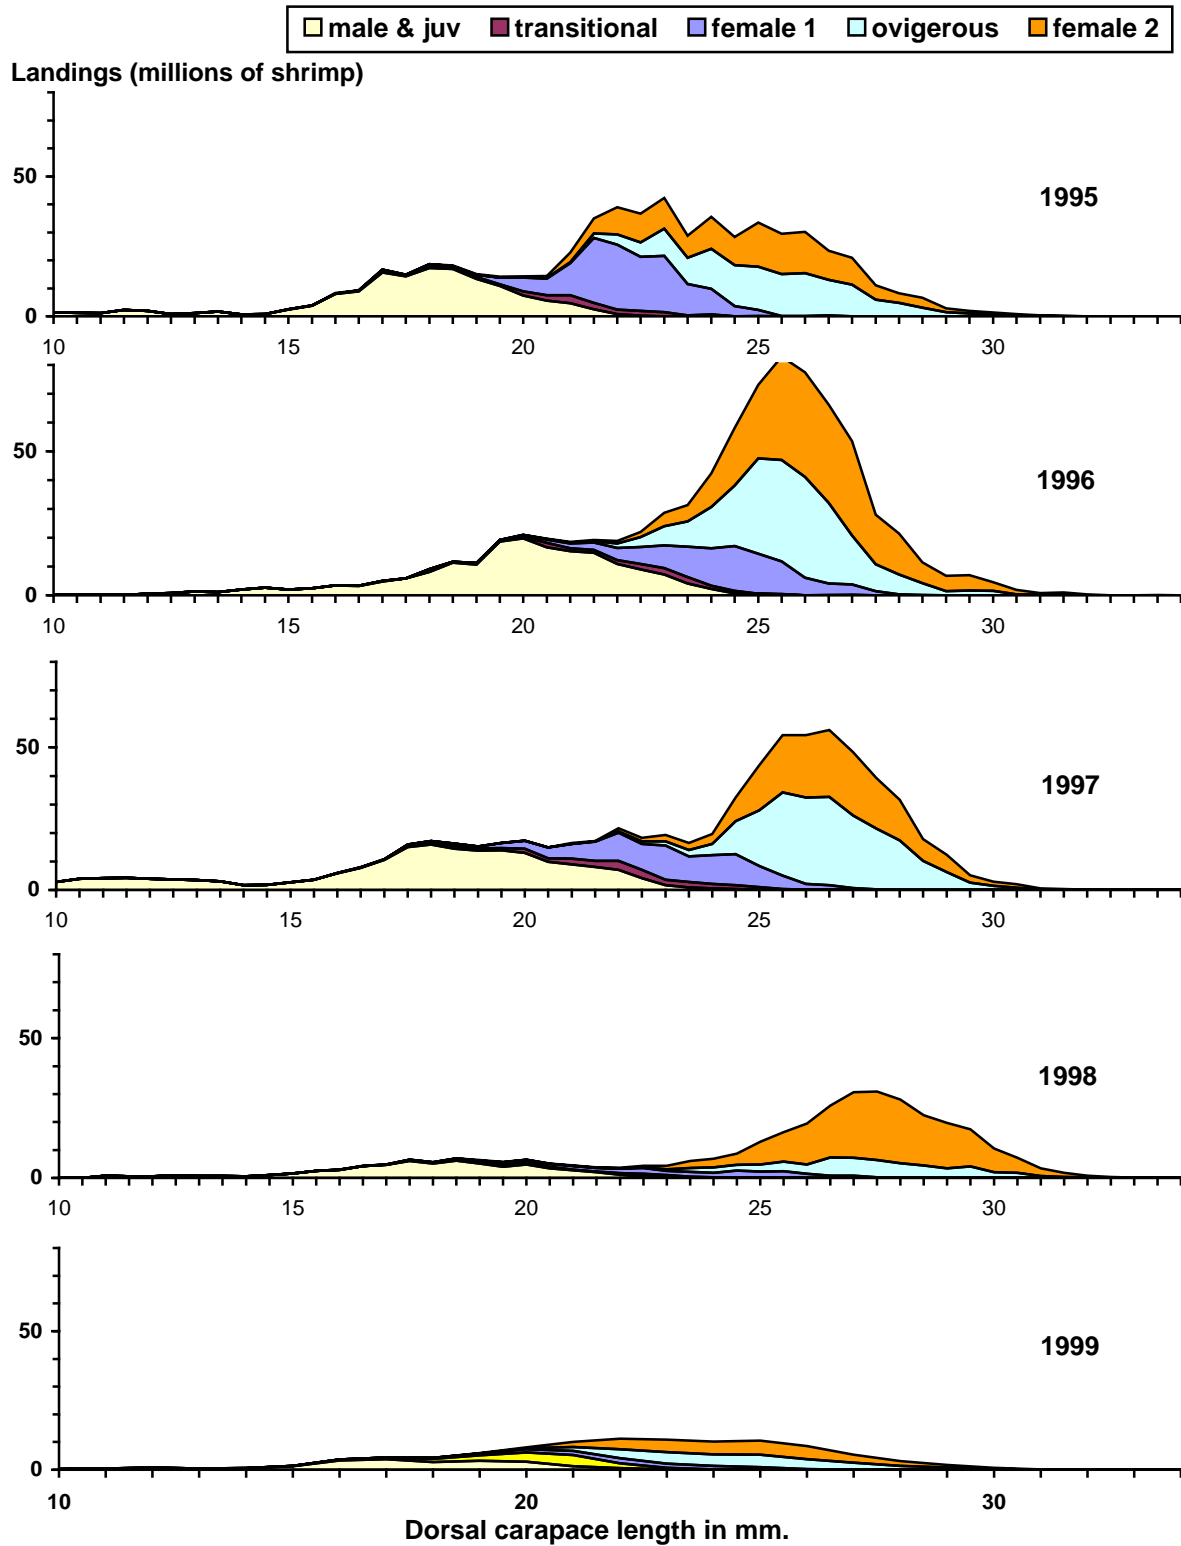 male & juv transitional female 1 ovigerous female 2
Landings (millions of shrimp)
50
0
10 15 20 25 30
1995
50
0
10 15 20 25 30
1996
50
0
10 15 20 25 30
1997
50
0
10 15 20 25 30
1998
50
0
10 20 30
1999
Dorsal carapace length in mm.